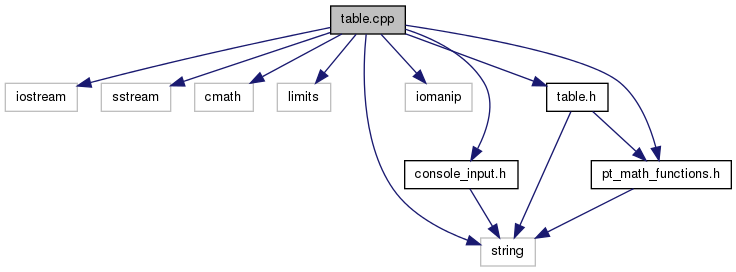 table.cpp
iostream
sstream
cmath
limits
iomanip
table.h
console_input.h
pt_math_functions.h
string